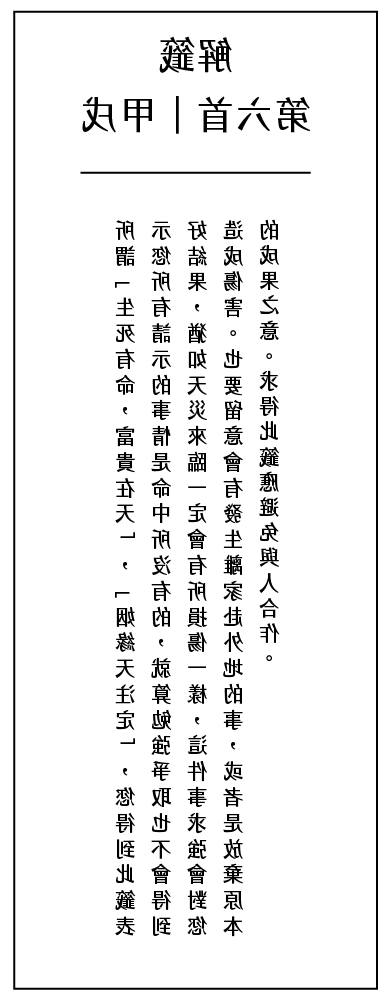 解籤
第六首｜甲戌
所謂「生死有命，富貴在天」，「姻緣天注定」，您得到此籤表
示您所有請示的事情是命中所沒有的，就算勉強爭取也不會得到
好結果，猶如天災來臨一定會有所損傷一樣，這件事求強會對您
造成傷害。也要留意會有發生離家赴外地的事，或者是放棄原本
的成果之意。求得此籤應避免與人合作。